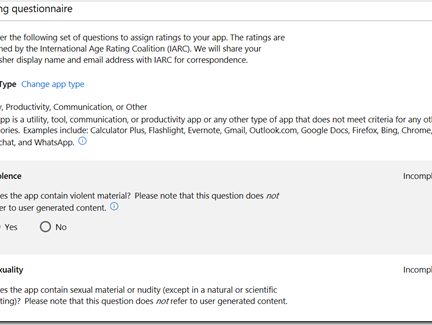 ng questionnaire
er the following set of questions to assign ratings to your app. The ratings are
ned by the International Age Rating Coalition (IARC). We will share your
sher display name and email address with IARC for correspondence.
Type Change app type
, Productivity, Communication, or Other
pp is a utility, tool, communication, or productivity app or any other type of app that does not meet criteria for any oth
ories. Examples include: Calculator Plus, Flashlight, Evernote, Gmail, Outlook.com, Google Docs, Firefox, Bing, Chrome,
chat, and WhatsApp.
olence Incompl
es the app contain violent material? Please note that this question does not
er to user generated content.
Yes No
xuality Incompl
es the app contain sexual material or nudity (except in a natural or scientific
ting)? Please note that this question does not refer to user generated content.